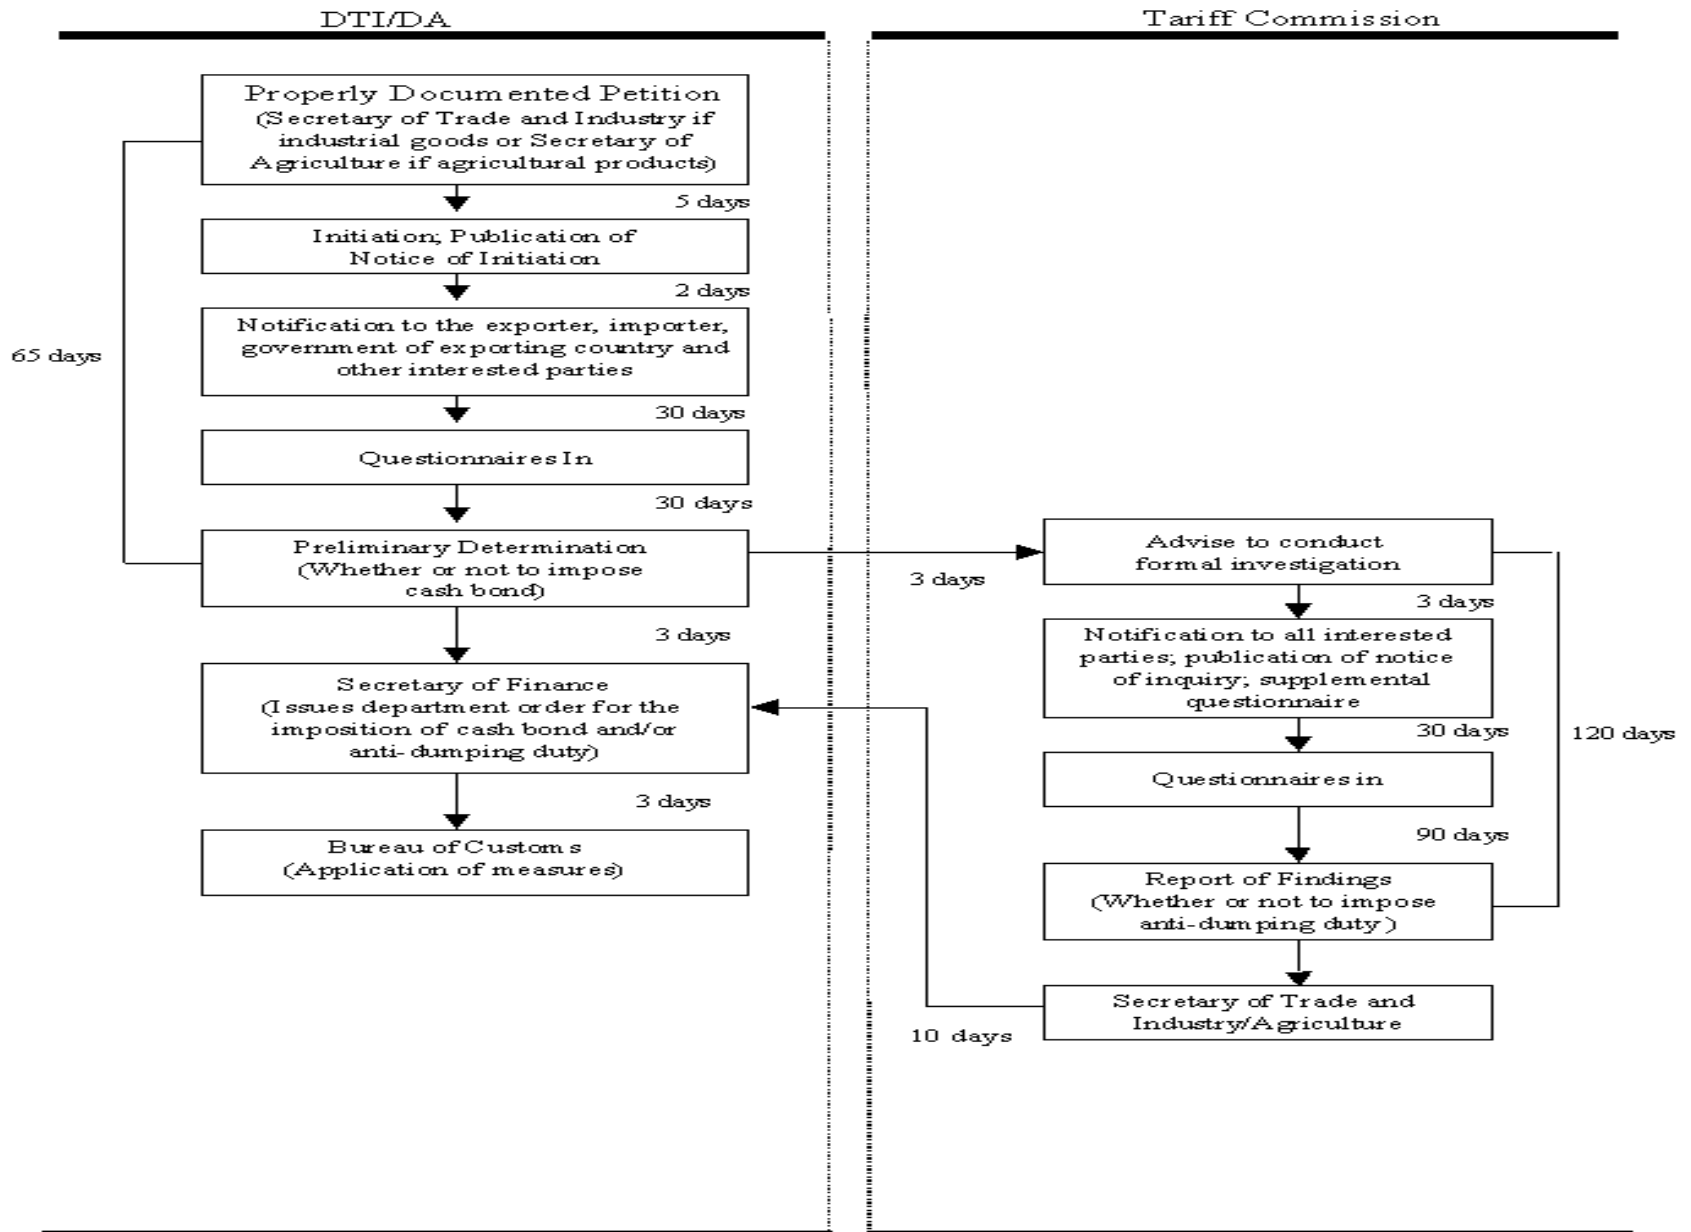 DTI/DA
Properly Documented Petition
(Secretary of Trade and Industry if
industrial goods or Secretary of
Agriculture if agricultural products)
5 days
Initiation; Publication of
Notice of Initiation
2 days
Notification to the exporter, importer,
government of exporting country and
other interested parties
65 days
30 days
Questionnaires In
30 days
Preliminary Determination
(Whether or not to impose
cash bond)
3 days
Secretary of Finance
(Issues department order for the
imposition of cash bond and/or
anti-dumping duty)
3 days
Bureau of Customs
(Application of measures)
Tariff Commission
3 days
Advise to conduct
formal investigation
3 days
Notification to all interested
parties; publication of notice
of inquiry; supplemental
questionnaire
30 days
120 days
Questionnaires in
90 days
Report of Findings
(Whether or not to impose
anti-dumping duty)
Secretary of Trade and
Industry/Agriculture
10 days